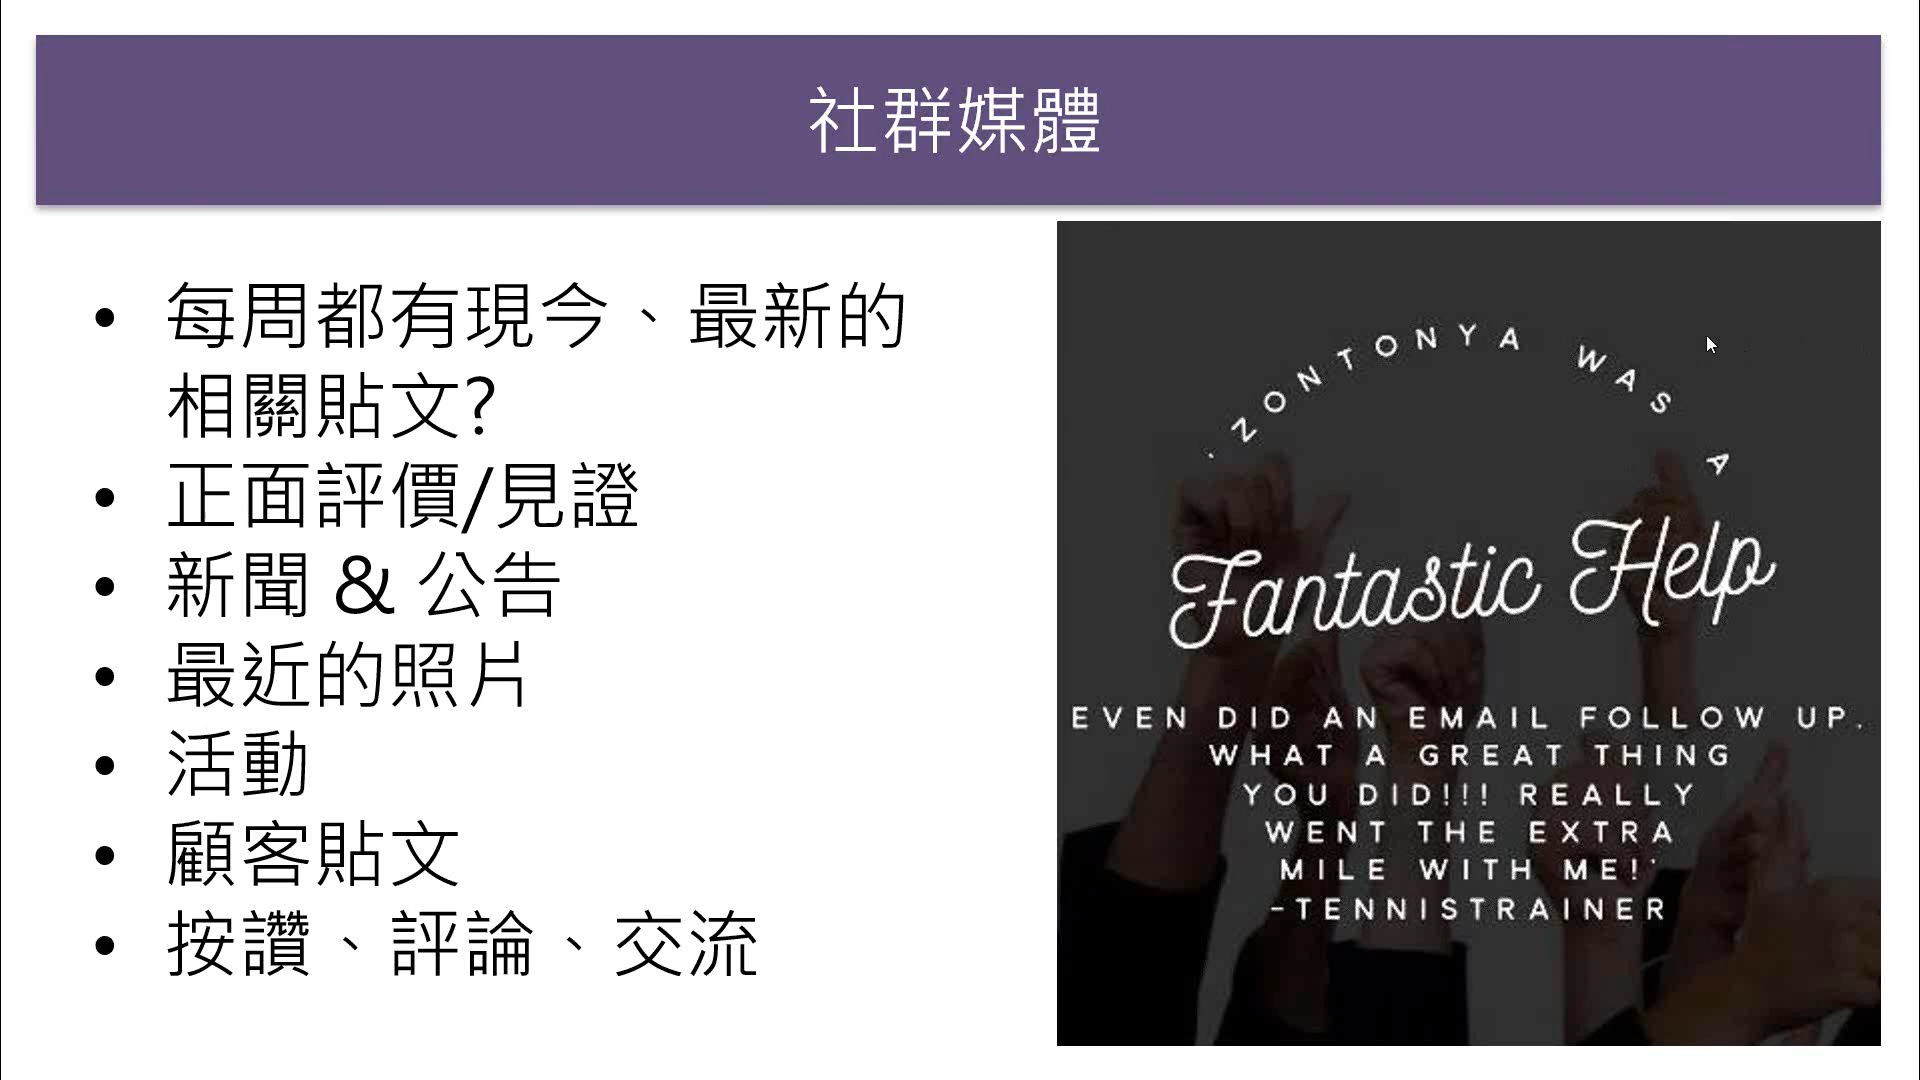 社群媒體
每周都有現今、最新的
相關貼文?
正面評價/見證
新聞 & 公告
最近的照片
活動
顧客貼文
按讚、評論、交流
'ZONTONYA WAS A
Fantastic Help
EVEN DID AN EMAIL FOLLOW UP.
WHAT A GREAT THING
YOU DID!!! REALLY
WENT THE EXTRA
MILE WITH ME!'
-TENNISTRAINER